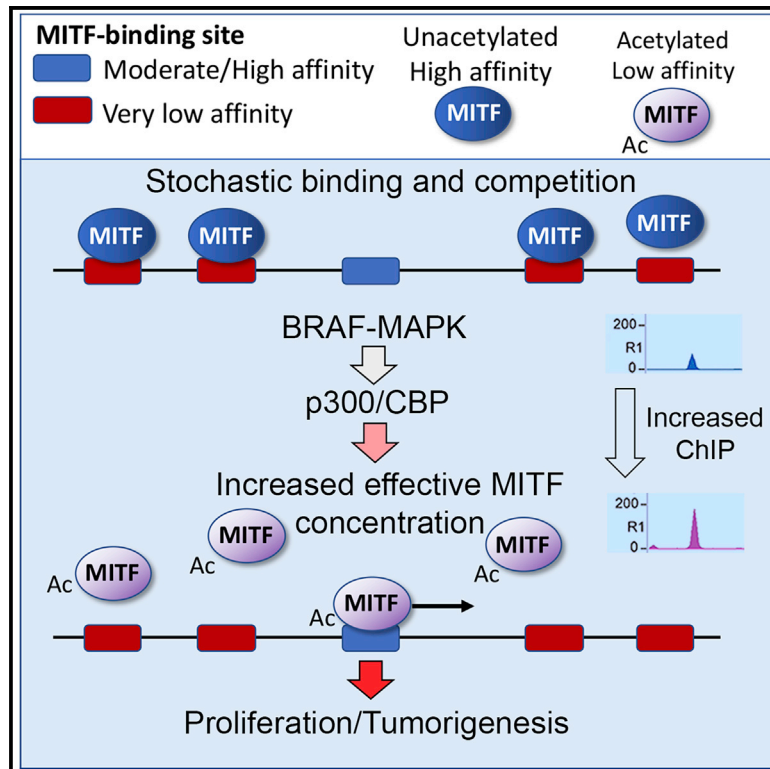 MITF-binding site
Moderate/High affinity
Very low affinity
Unacetylated
High affinity
MITF
Acetylated
Low affinity
MITF
Ac
Stochastic binding and competition
MITF
MITF
MITF
MITF
BRAF-MAPK
p300/CBP
Increased effective MITF
concentration
200
R1
0
Increased
ChIP
200
R1
0
MITF
Ac
MITF
Ac
MITF
Ac
MITF
Ac
Proliferation/Tumorigenesis